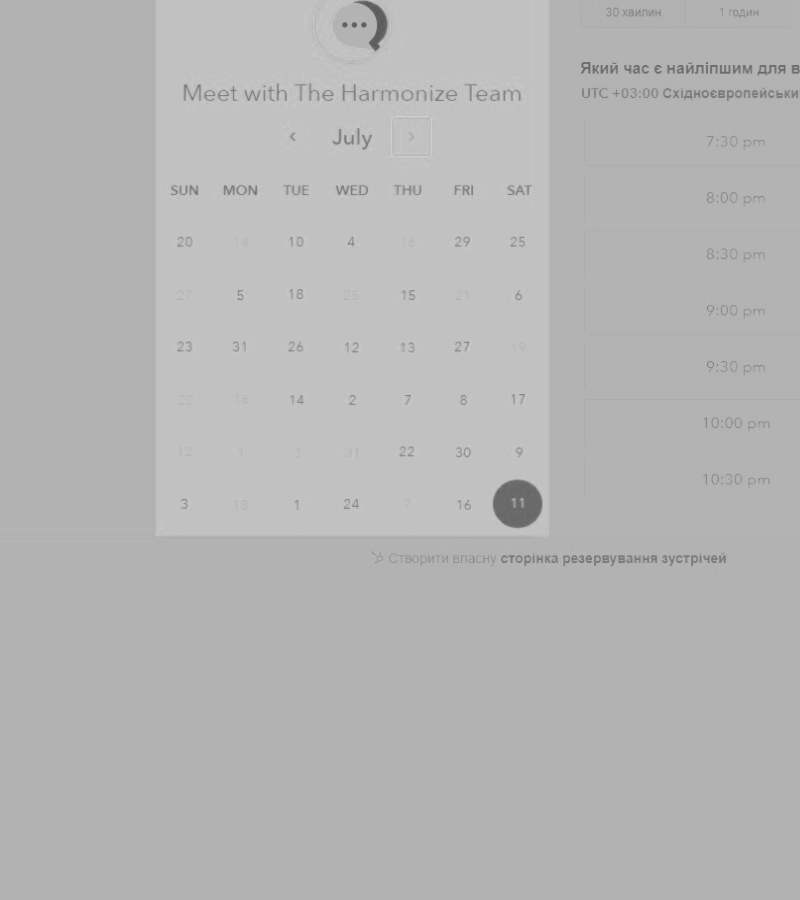 Meet with The Harmonize Team
July
SUN MON TUE WED THU FRI SAT
20 14 10 4 16 29 25
27 5 18 25 15 21 6
23 31 26 12 13 27 19
22 16 14 2 7 8 17
12 1 3 31 22 30 9
3 18 1 24 7 16 11
30 хвилин 1 годин
Який час є найліпшим для в
UTC +03:00 Східноєвропейськи
7:30 pm
8:00 pm
8:30 pm
9:00 pm
9:30 pm
10:00 pm
10:30 pm
Створити власну сторінка резервування зустрічей